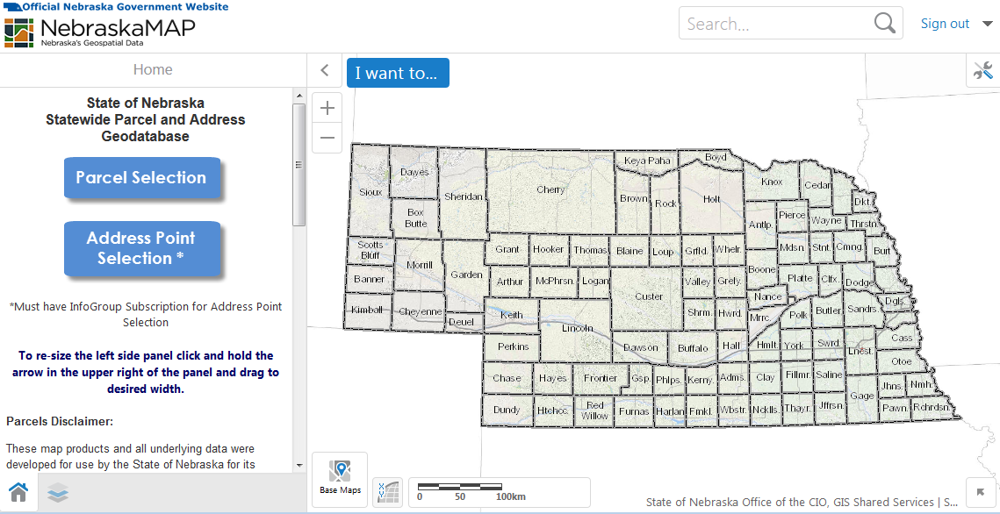 Official Nebraska Government Website
NebraskaMAP
Nebraska's Geospatial Data
Search...
Sign out
Home
I want to...
State of Nebraska
Statewide Parcel and Address
Geodatabase
Parcel Selection
Address Point
Selection *
*Must have InfoGroup Subscription for Address Point
Selection
To re-size the left side panel click and hold the
arrow in the upper right of the panel and drag to
desired width.
Parcels Disclaimer:
These map products and all underlying data were
developed for use by the State of Nebraska for its
Sioux
Dawes
Sheridan
Box
Butte
Cherry
Keya Paha
Boyd
Brown
Rock
Holt
Knox
Cedar
Dkt.
Antlp.
Pierce
Wayne
Thrstn.
Scotts
Bluff
Morrill
Garden
Grant
Hooker
Thomas
Blaine
Loup
Grfld.
Whelr.
Boone
Mdsn.
Stnt.
Cmng.
Burt
Banner
Arthur
McPhrsn.
Logan
Custer
Valley
Grely.
Platte
Clfx.
Dodge
Kimball
Cheyenne
Deuel
Keith
Lincoln
Shrm.
Hwrd.
Nance
Mrrc.
Polk
Butler
Sandrs.
Dgls.
Perkins
Dawson
Buffalo
Hall
Hmlt.
York
Swrd.
Lnest.
Cass
Otoe
Chase
Hayes
Frontier
Gsp.
Phlps.
Kerny.
Adms.
Clay
Fillmr.
Saline
Gage
Jhns.
Nmh.
Dundy
Htchcc.
Red
Willow
Furnas
Harlan
Fmkl.
Wbstr.
Ncklls.
Thayr.
Jffrsn.
Pawn.
Rchrdsn.
Base Maps
0 50 100km
State of Nebraska Office of the CIO, GIS Shared Services | S...